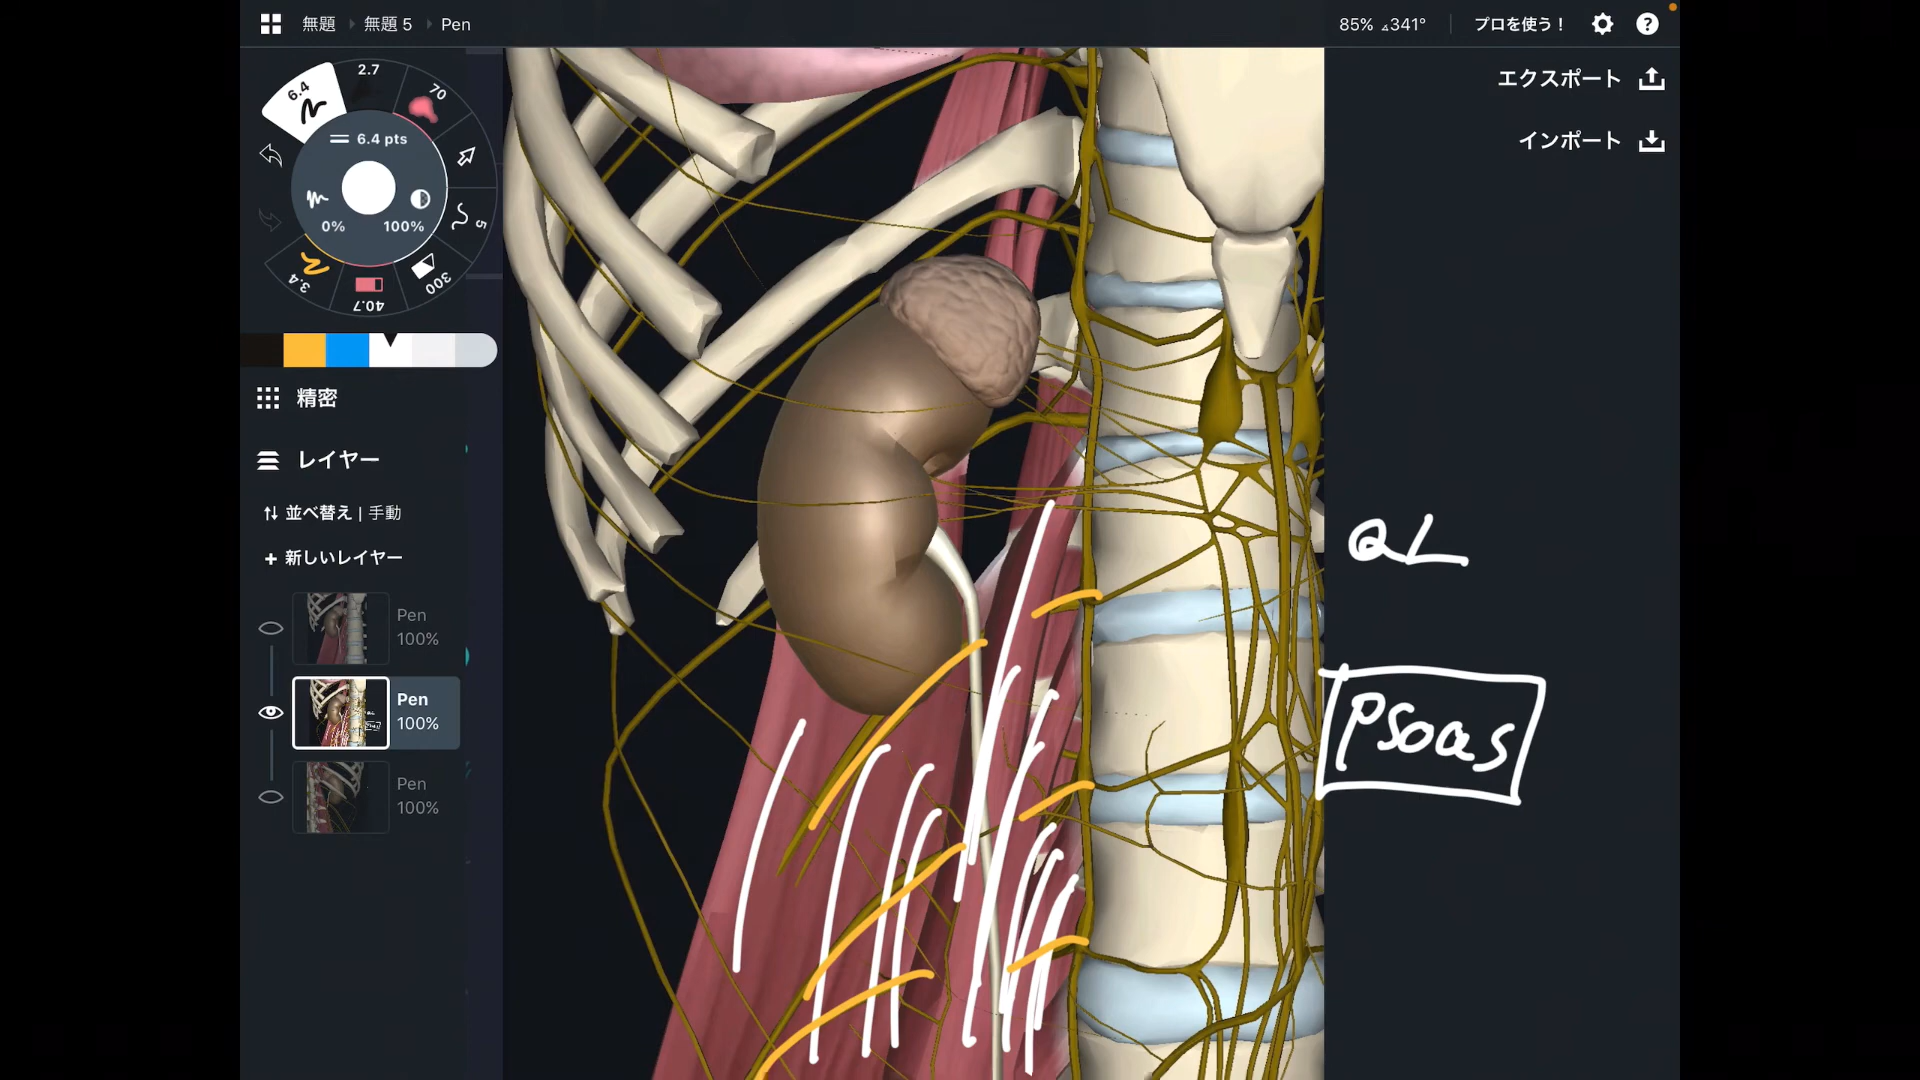 無題 無題 5 Pen
85% ⊿341° プロを使う!
エクスポート
インポート
2.7
6.4
70
6.4 pts
5
0% 100%
3.4
40.7
300
精密
レイヤー
並べ替え | 手動
+ 新しいレイヤー
Pen
100%
Pen
100%
Pen
100%
QL
Psoas